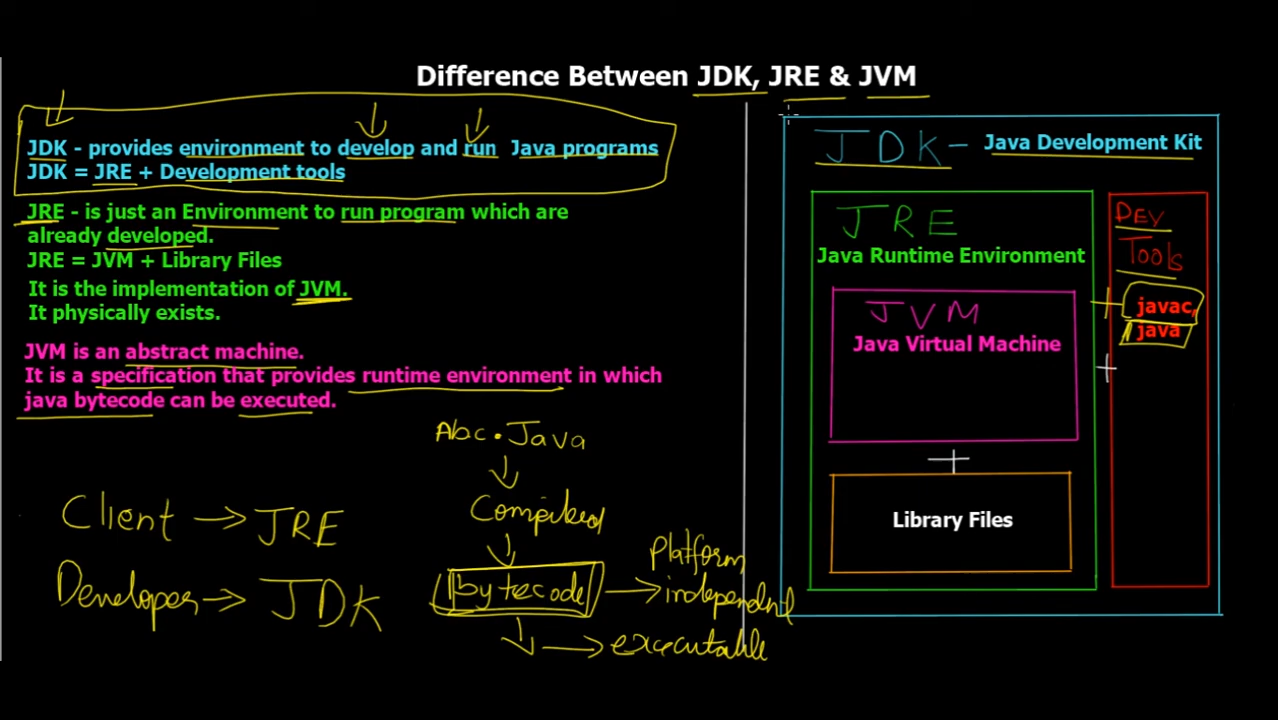 Difference Between JDK, JRE & JVM
JDK - provides environment to develop and run Java programs
JDK = JRE + Development tools
JRE - is just an Environment to run program which are
already developed.
JRE = JVM + Library Files
It is the implementation of JVM.
It physically exists.
JVM is an abstract machine.
It is a specification that provides runtime environment in which
java bytecode can be executed.
Abc.Java
Compiled
bytecode
Platform
independent
executable
Client → JRE
Developer → JDK
JDK - Java Development Kit
JRE
Java Runtime Environment
JVM
Java Virtual Machine
+
Library Files
+
+
Dev
Tools
javac,
java